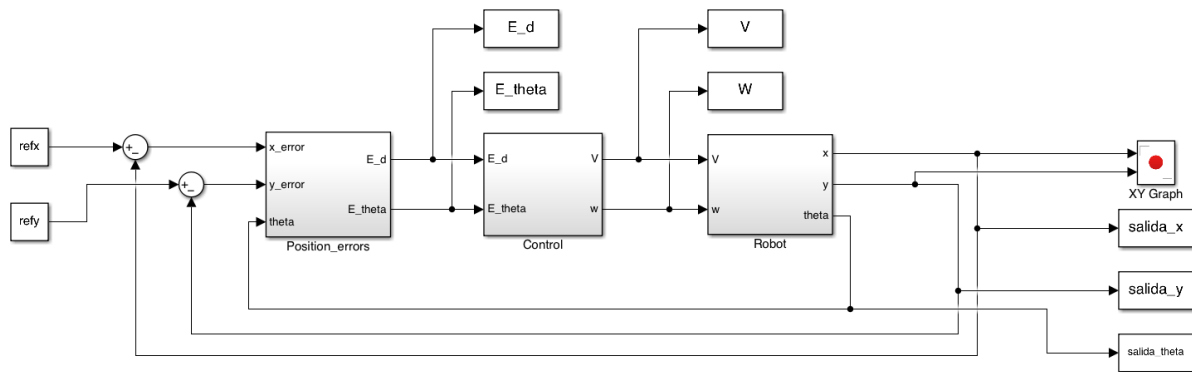 E_d
V
E_theta
W
refx
+
-
x_error
E_d
E_d
V
V
x
y_error
y
XY Graph
+
-
refy
theta
E_theta
E_theta
w
w
theta
Position_errors
Control
Robot
salida_x
salida_y
salida_theta